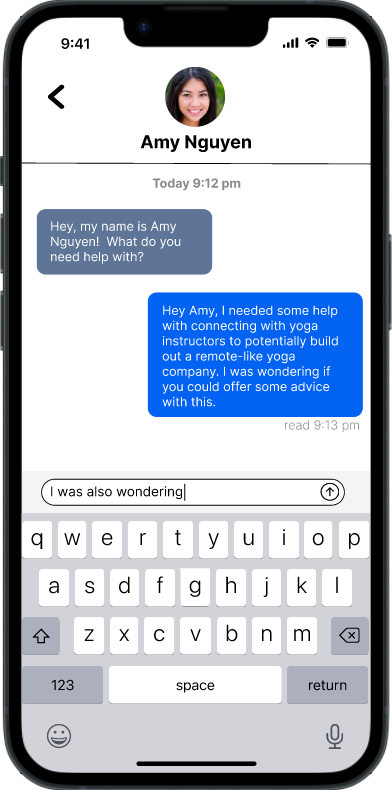 9:41
Amy Nguyen
Today 9:12 pm
Hey, my name is Amy
Nguyen!  What do you
need help with?
Hey Amy, I needed some help
with connecting with yoga
instructors to potentially build
out a remote-like yoga
company. I was wondering if
you could offer some advice
with this.
read 9:13 pm
I was also wondering
q w e r t y u i o p
a s d f g h j k l
z x c v b n m
123 space return